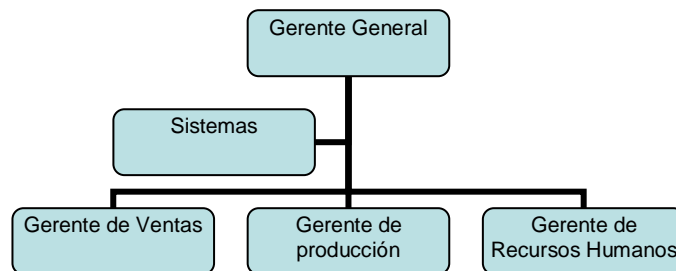 Gerente General
Sistemas
Gerente de Ventas
Gerente de
producción
Gerente de
Recursos Humanos